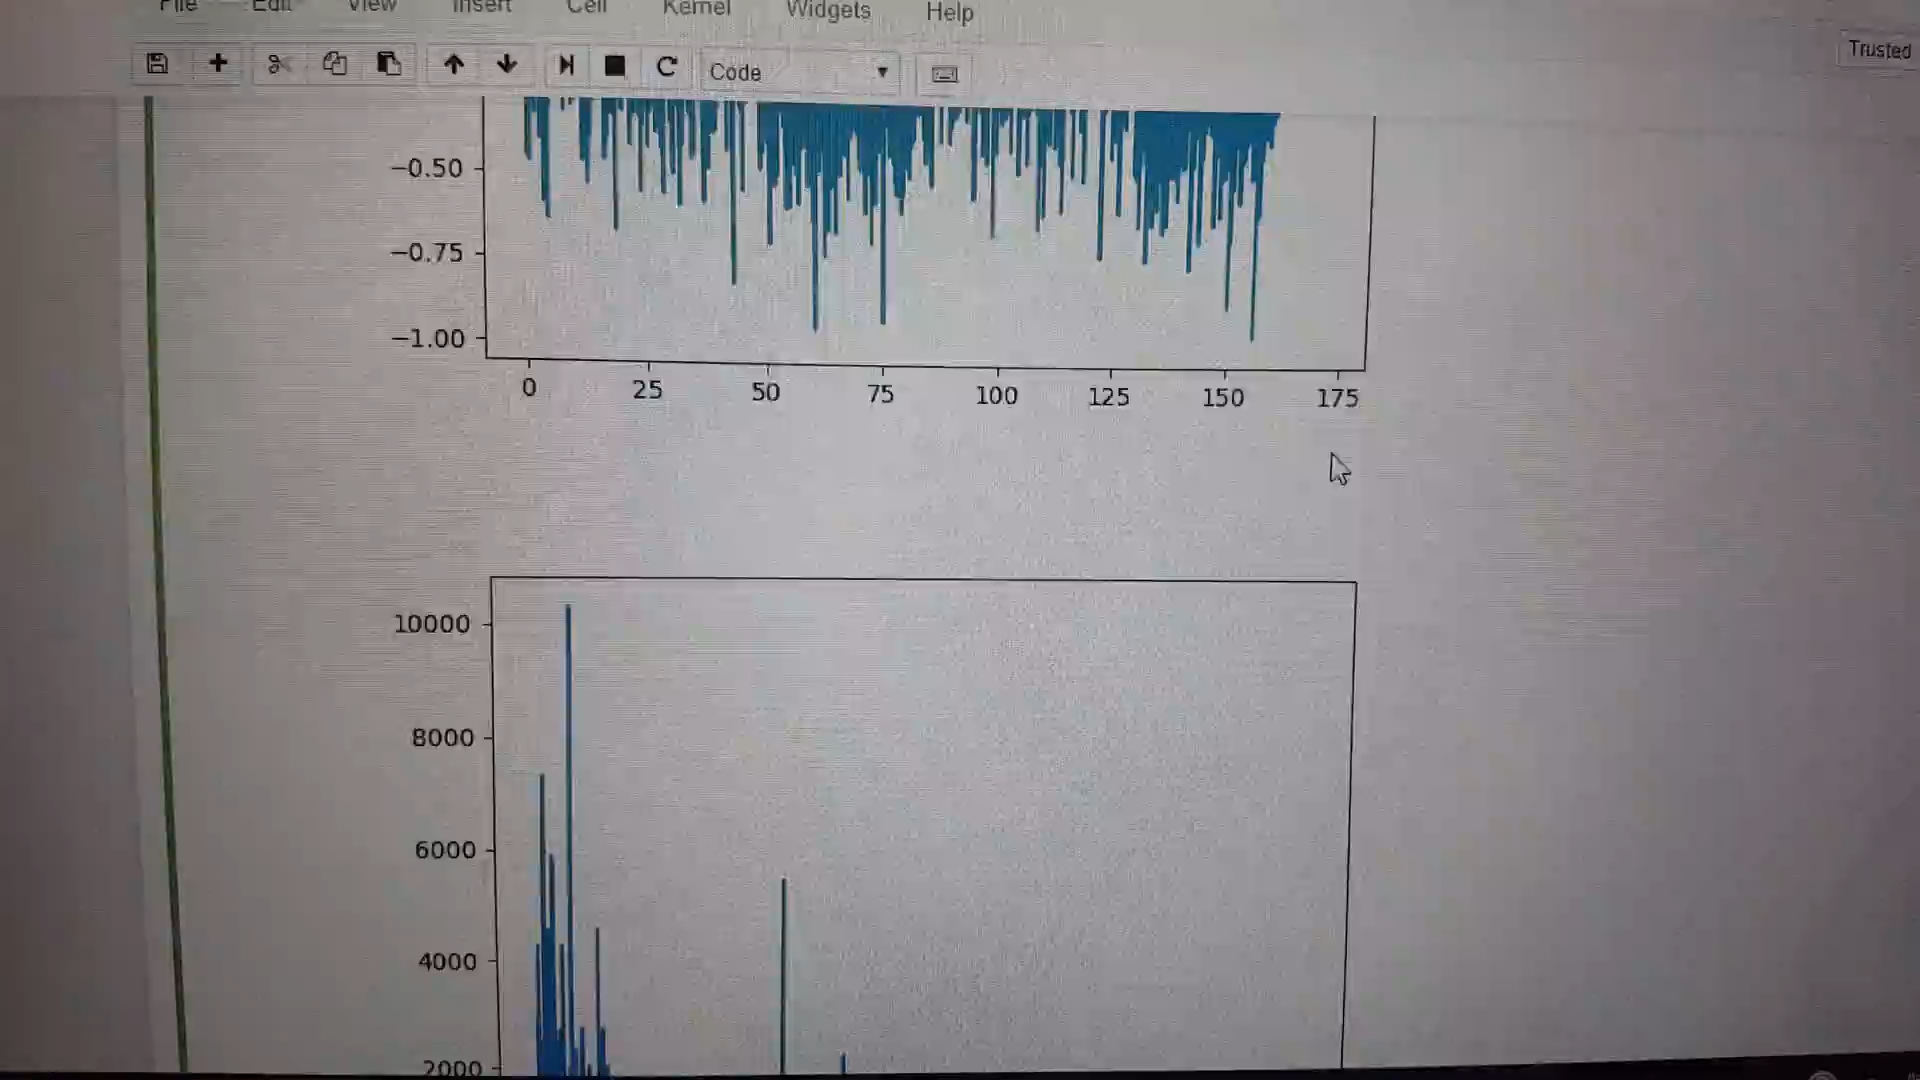 File Edit View Insert Cell Kernel Widgets Help
Code
Trusted
−0.50
−0.75
−1.00
0 25 50 75 100 125 150 175
10000
8000
6000
4000
2000